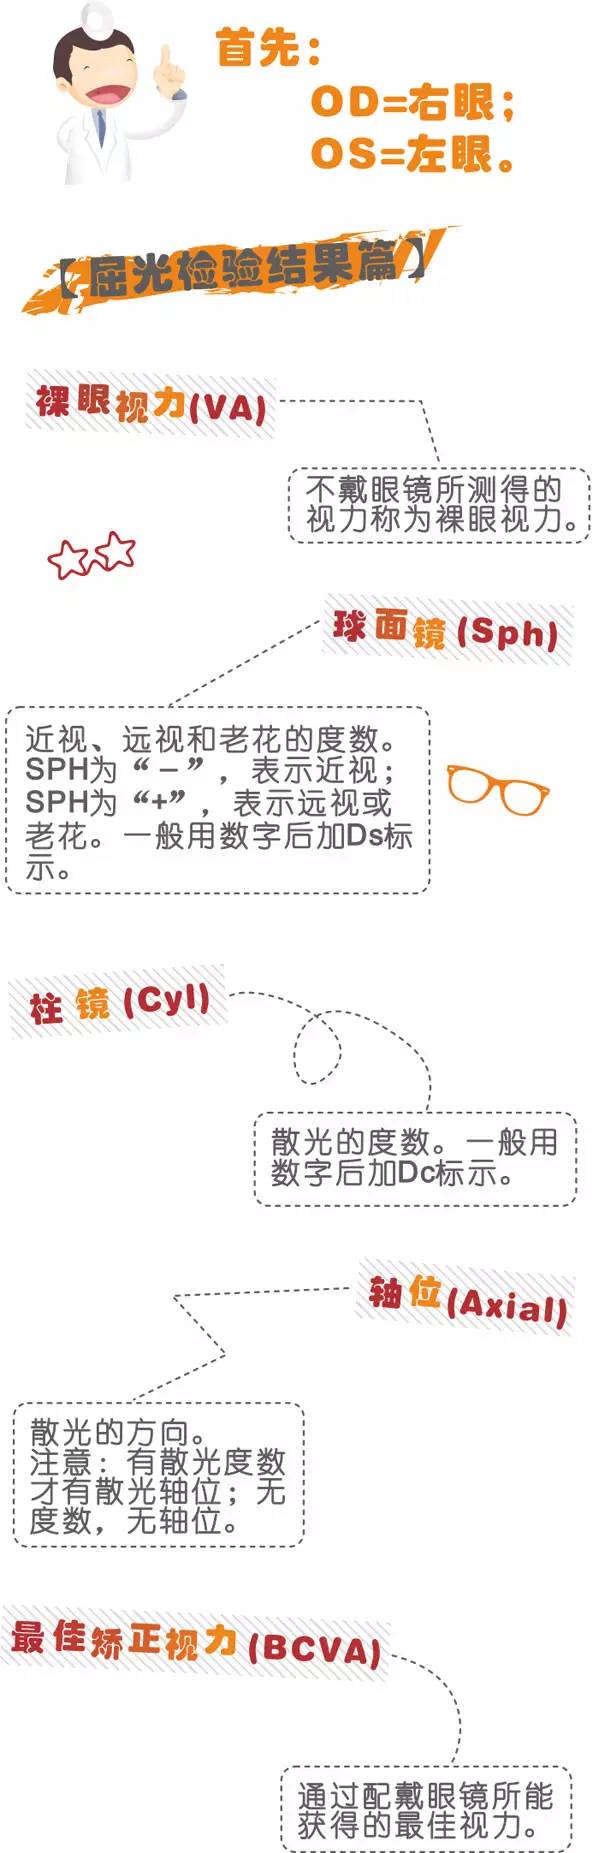 首先：
OD=右眼；
OS=左眼。
【屈光检验结果篇】
裸眼视力(VA)
不戴眼镜所测得的
视力称为裸眼视力。
球面镜(Sph)
近视、远视和老花的度数。
SPH为“－”，表示近视；
SPH为“+”，表示远视或
老花。一般用数字后加Ds标
示。
柱镜(Cyl)
散光的度数。一般用
数字后加Dc标示。
轴位(Axial)
散光的方向。
注意：有散光度数
才有散光轴位；无
度数，无轴位。
最佳矫正视力(BCVA)
通过配戴眼镜所能
获得的最佳视力。